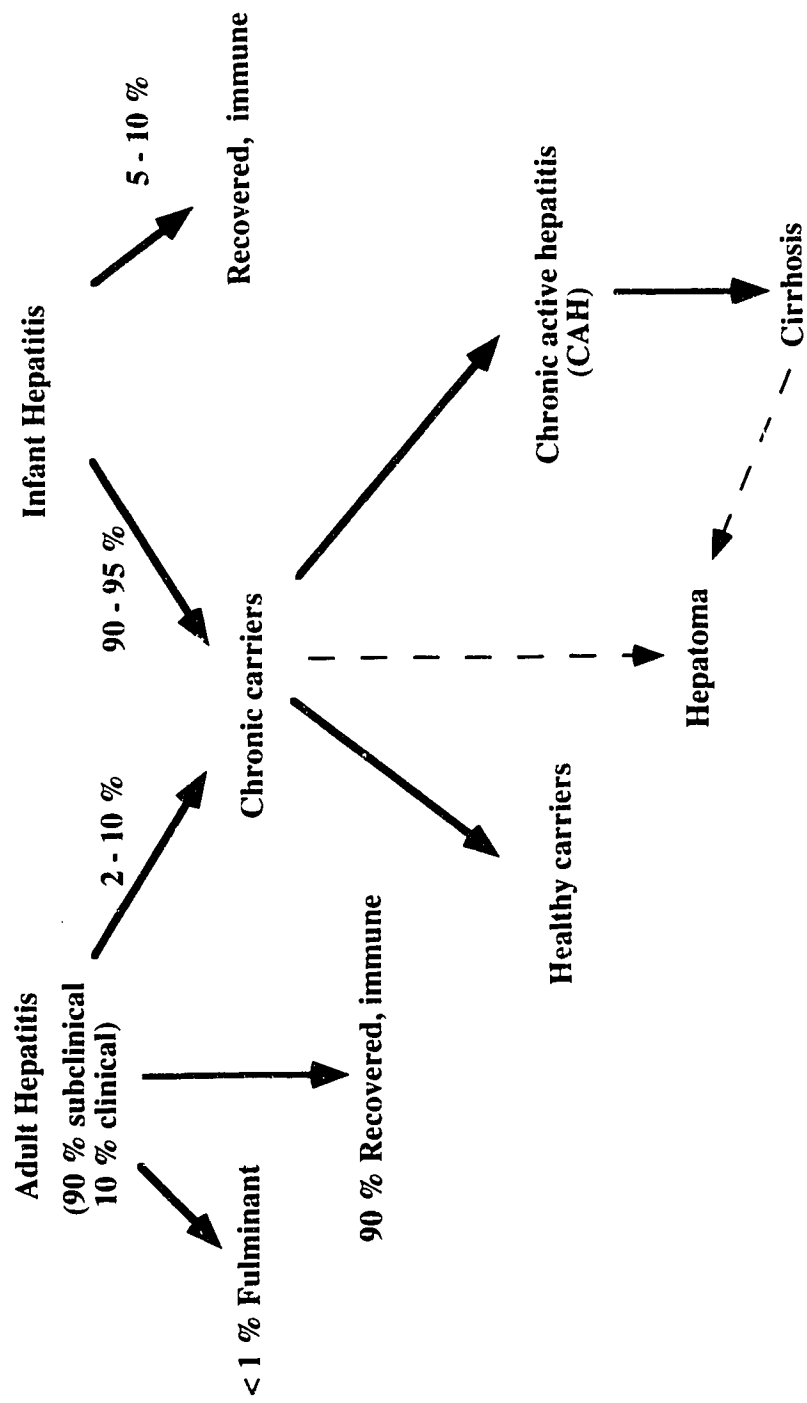 Adult Hepatitis
(90 % subclinical
10 % clinical)
Infant Hepatitis
2 - 10 %
90 - 95 %
5 - 10 %
< 1 % Fulminant
Chronic carriers
Recovered, immune
90 % Recovered, immune
Healthy carriers
Chronic active hepatitis
(CAH)
Hepatoma
Cirrhosis